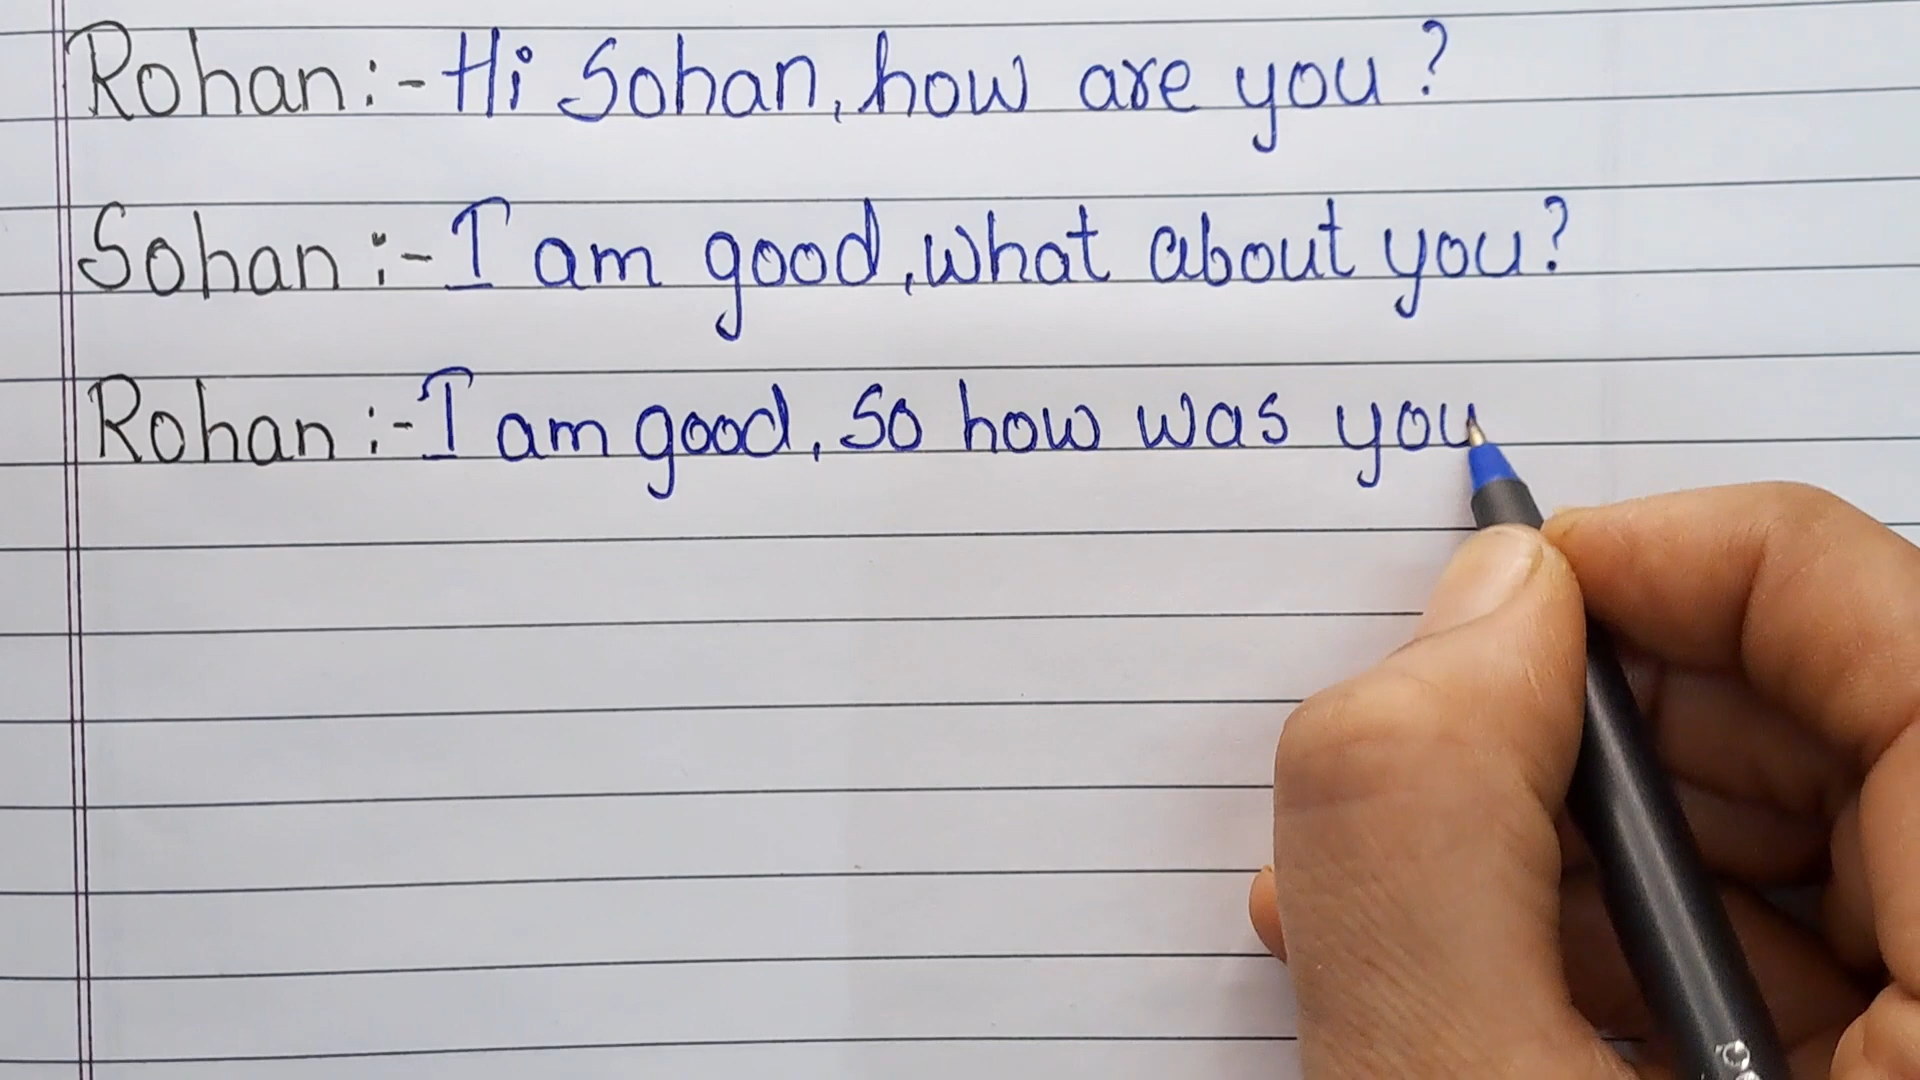 Rohan:- Hi Sohan, how are you?
Sohan:- I am good, what about you?
Rohan:- I am good, So how was you